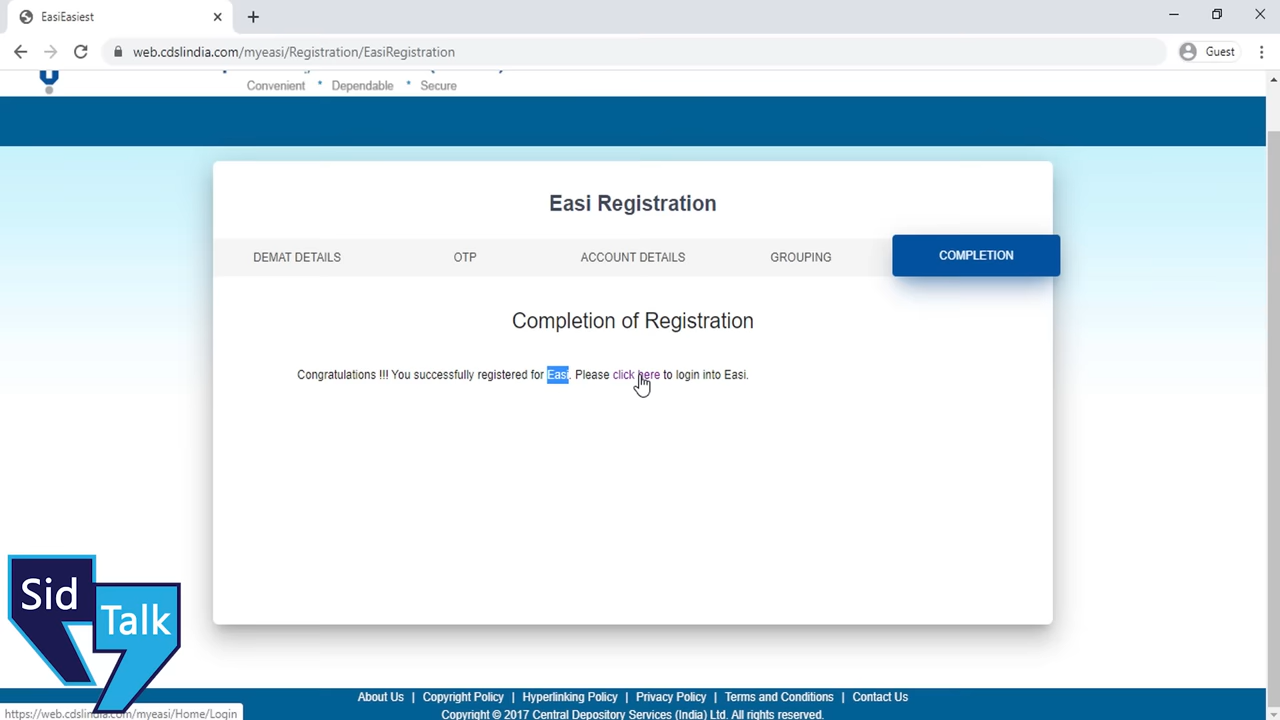 EasiEasiest
web.cdslindia.com/myeasi/Registration/EasiRegistration
Guest
Convenient * Dependable * Secure
Easi Registration
DEMAT DETAILS OTP ACCOUNT DETAILS GROUPING COMPLETION
Completion of Registration
Congratulations !!! You successfully registered for Easi. Please click here to login into Easi.
Sid
Talk
About Us | Copyright Policy | Hyperlinking Policy | Privacy Policy | Terms and Conditions | Contact Us
Copyright © 2017 Central Depository Services (India) Ltd. All rights reserved.
https://web.cdslindia.com/myeasi/Home/Login